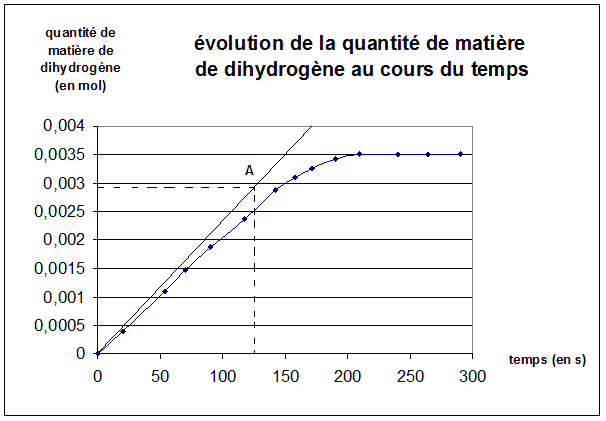 quantité de
matière de
dihydrogène
(en mol)
évolution de la quantité de matière
de dihydrogène au cours du temps
0,004
0,0035
0,003
0,0025
0,002
0,0015
0,001
0,0005
0
A
0 50 100 150 200 250 300
temps (en s)